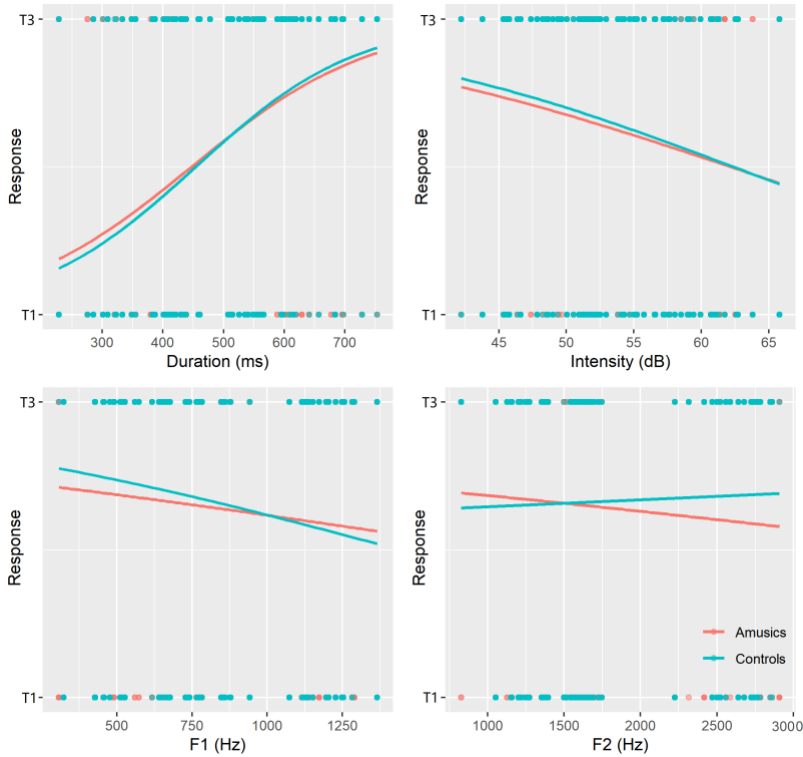 T3
Response
T1
300 400 500 600 700
Duration (ms)
T3
Response
T1
45 50 55 60 65
Intensity (dB)
T3
Response
T1
500 750 1000 1250
F1 (Hz)
T3
Response
Amusics
Controls
T1
1000 1500 2000 2500 3000
F2 (Hz)